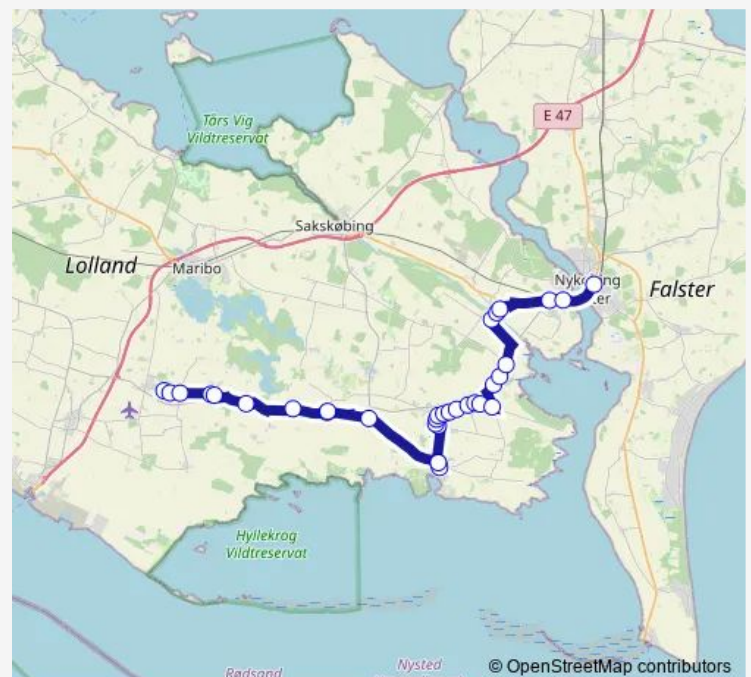 Tårs Vig
Vildtreservat
E 47
Sakskøbing
Lolland
Maribo
Falster
Hyllekrog
Vildtreservat
Rødsand
Nysted
© OpenStreetMap contributors